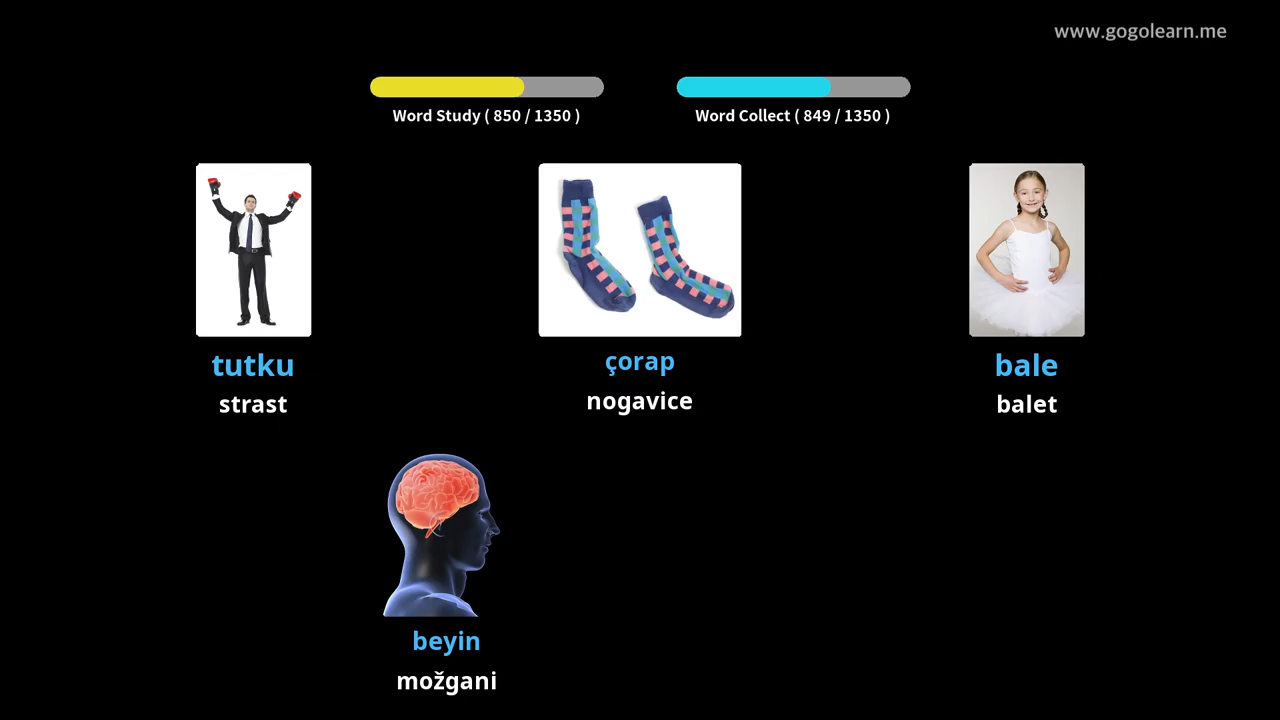 www.gogolearn.me
Word Study ( 850 / 1350 )
Word Collect ( 849 / 1350 )
tutku
strast
çorap
nogavice
bale
balet
beyin
možgani